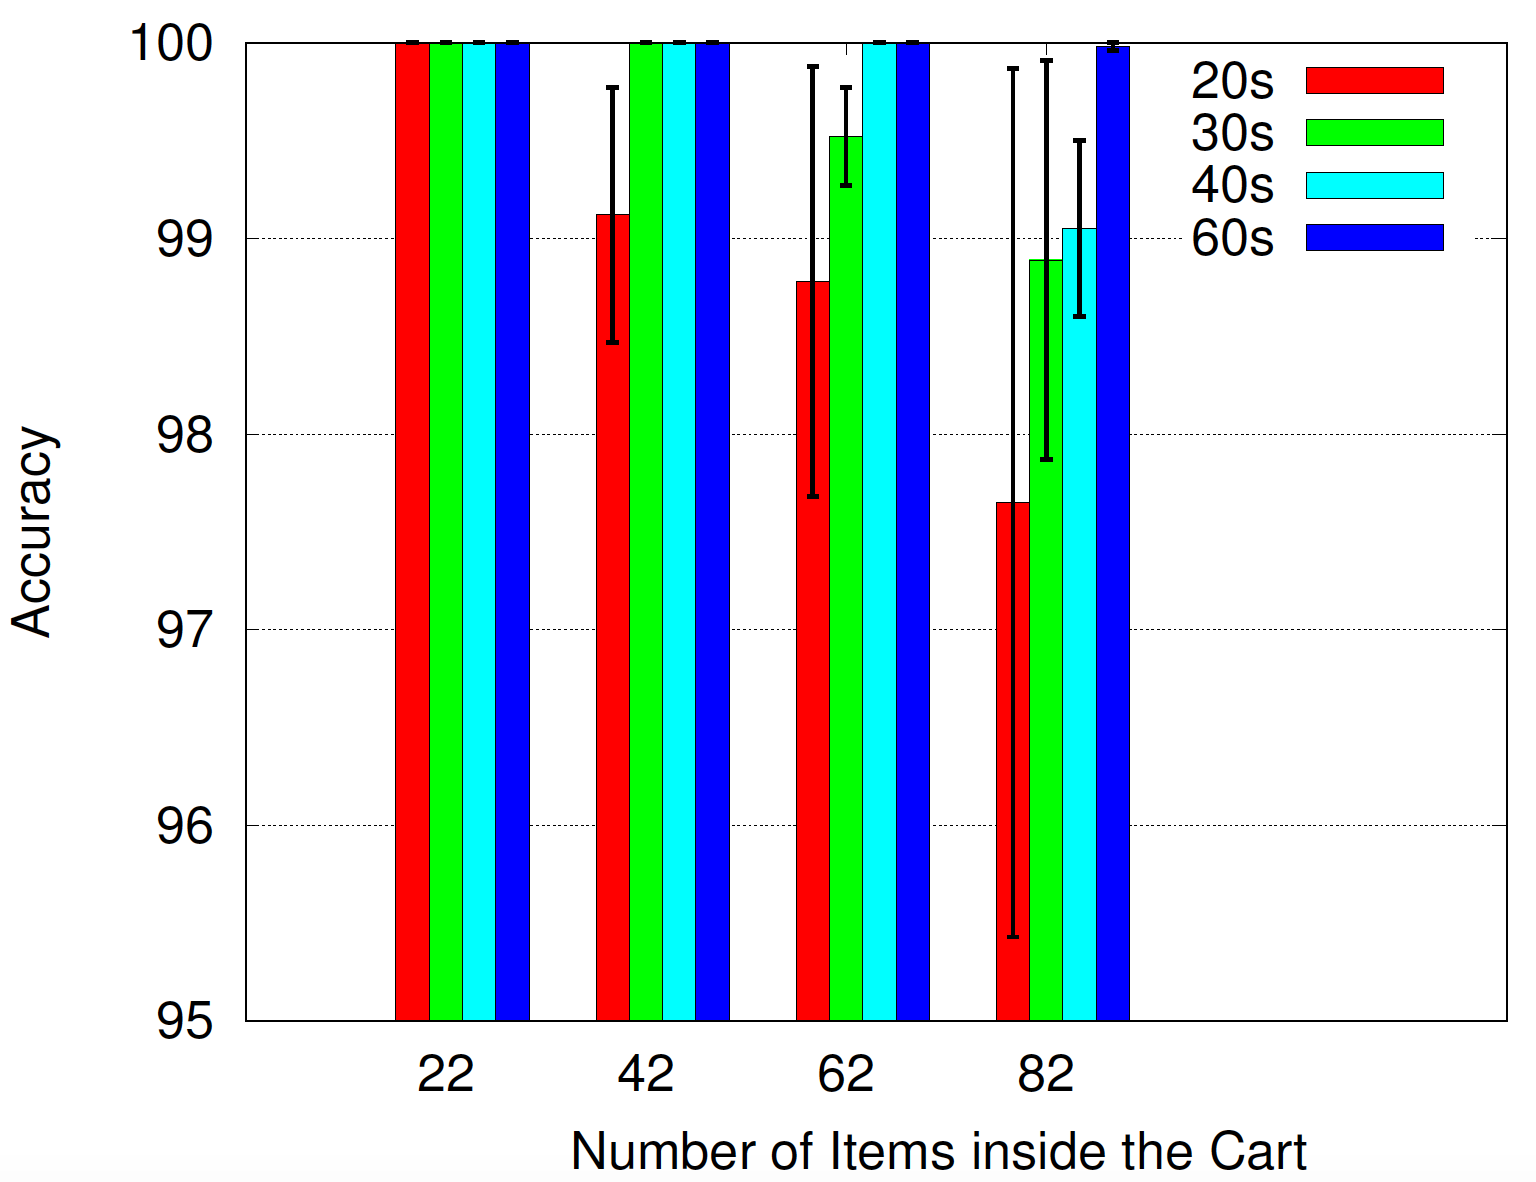 100
99
98
97
96
95
Accuracy
20s
30s
40s
60s
22 42 62 82
Number of Items inside the Cart